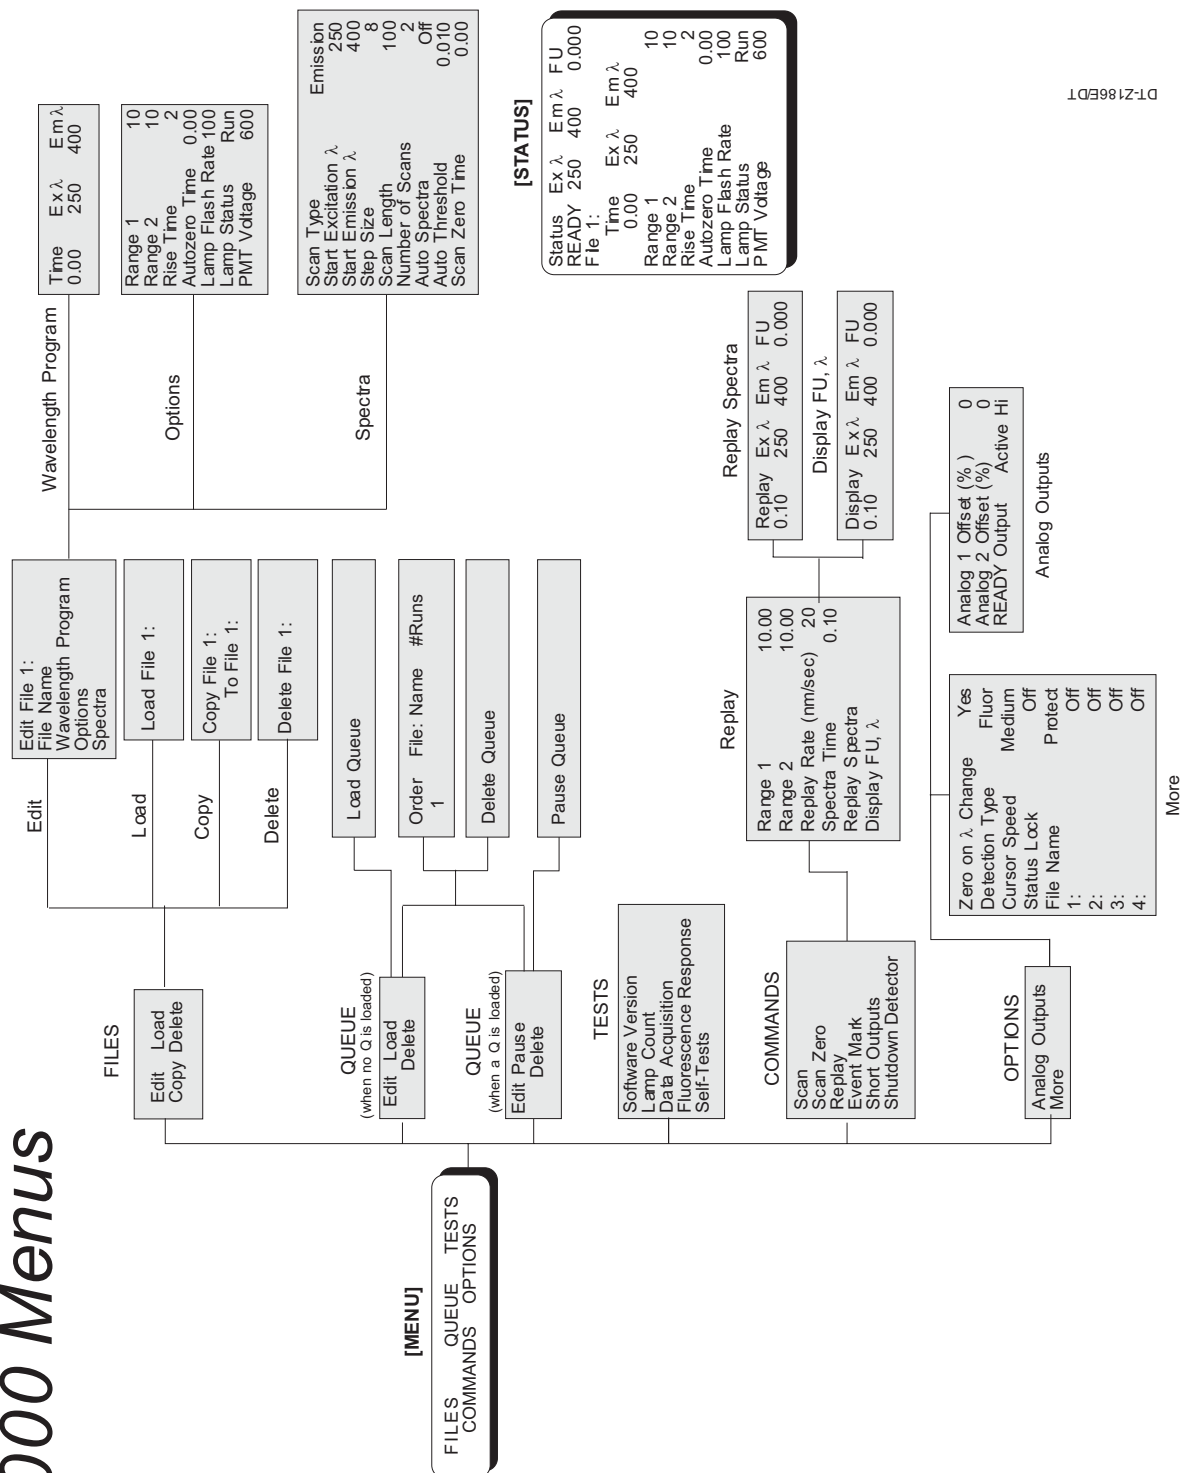 000 Menus
[MENU]
FILES QUEUE TESTS
COMMANDS OPTIONS
FILES
Edit Load
Copy Delete
QUEUE
(when no Q is loaded)
Edit Load
Delete
QUEUE
(when a Q is loaded)
Edit Pause
Delete
TESTS
Software Version
Lamp Count
Data Acquisition
Fluorescence Response
Self-Tests
COMMANDS
Scan
Scan Zero
Replay
Event Mark
Short Outputs
Shutdown Detector
OPTIONS
Analog Outputs
More
Edit
Edit File 1:
File Name
Wavelength Program
Options
Spectra
Load
Load File 1:
Copy
Copy File 1:
To File 1:
Delete
Delete File 1:
Load Queue
Order File: Name #Runs
1
Delete Queue
Pause Queue
Replay
Range 1 10.00
Range 2 10.00
Replay Rate (nm/sec) 20
Spectra Time 0.10
Replay Spectra
Display FU, λ
Zero on λ Change Yes
Detection Type Fluor
Cursor Speed Medium
Status Lock Off
File Name Protect
1: Off
2: Off
3: Off
4: Off
More
Analog 1 Offset (%) 0
Analog 2 Offset (%) 0
READY Output Active Hi
Analog Outputs
Wavelength Program
Time Ex λ Em λ
0.00 250 400
Options
Range 1 10
Range 2 10
Rise Time 2
Autozero Time 0.00
Lamp Flash Rate 100
Lamp Status Run
PMT Voltage 600
Spectra
Scan Type Emission
Start Excitation λ 250
Start Emission λ 400
Step Size 8
Scan Length 100
Number of Scans 2
Auto Spectra Off
Auto Threshold 0.010
Scan Zero Time 0.00
Replay Spectra
Replay Ex λ Em λ FU
0.10 250 400 0.000
Display FU, λ
Display Ex λ Em λ FU
0.10 250 400 0.000
[STATUS]
Status Ex λ Em λ FU
READY 250 400 0.000
File 1:
Time Ex λ Em λ
0.00 250 400
Range 1 10
Range 2 10
Rise Time 2
Autozero Time 0.00
Lamp Flash Rate 100
Lamp Status Run
PMT Voltage 600
DT-Z186E/DT